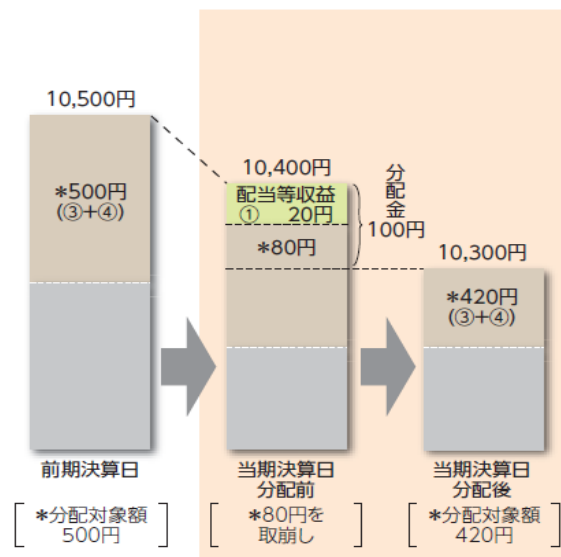 10,500円
*500円
(③+④)
前期決算日
*分配対象額
500円
10,400円
配当等収益
① 20円
*80円
分配金
100円
当期決算日
分配前
*80円を
取崩し
10,300円
*420円
(③+④)
当期決算日
分配後
*分配対象額
420円